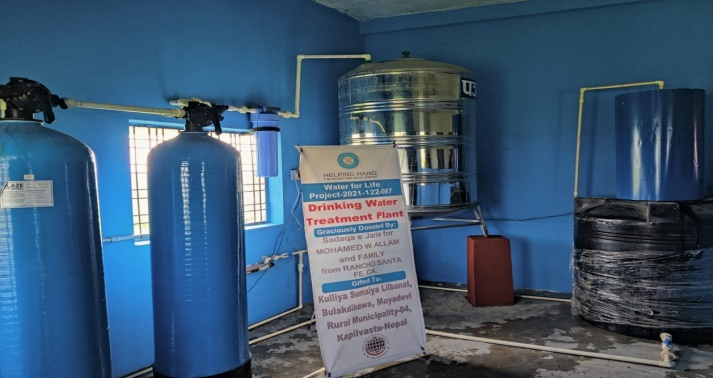 HELPING HAND
Water for Life
Project-2021-122-087
Drinking Water
Treatment Plant
Graciously Donated By:
Sadaqa e Jaria for
MOHAMED W. ALLAM
and FAMILY
from RANCHO SANTA
FE, CA.
Gifted To:
Kulliya Sumaiya Lilbanat,
Bulakdihawa, Mayadevi
Rural Municipality-04,
Kapilvastu-Nepal